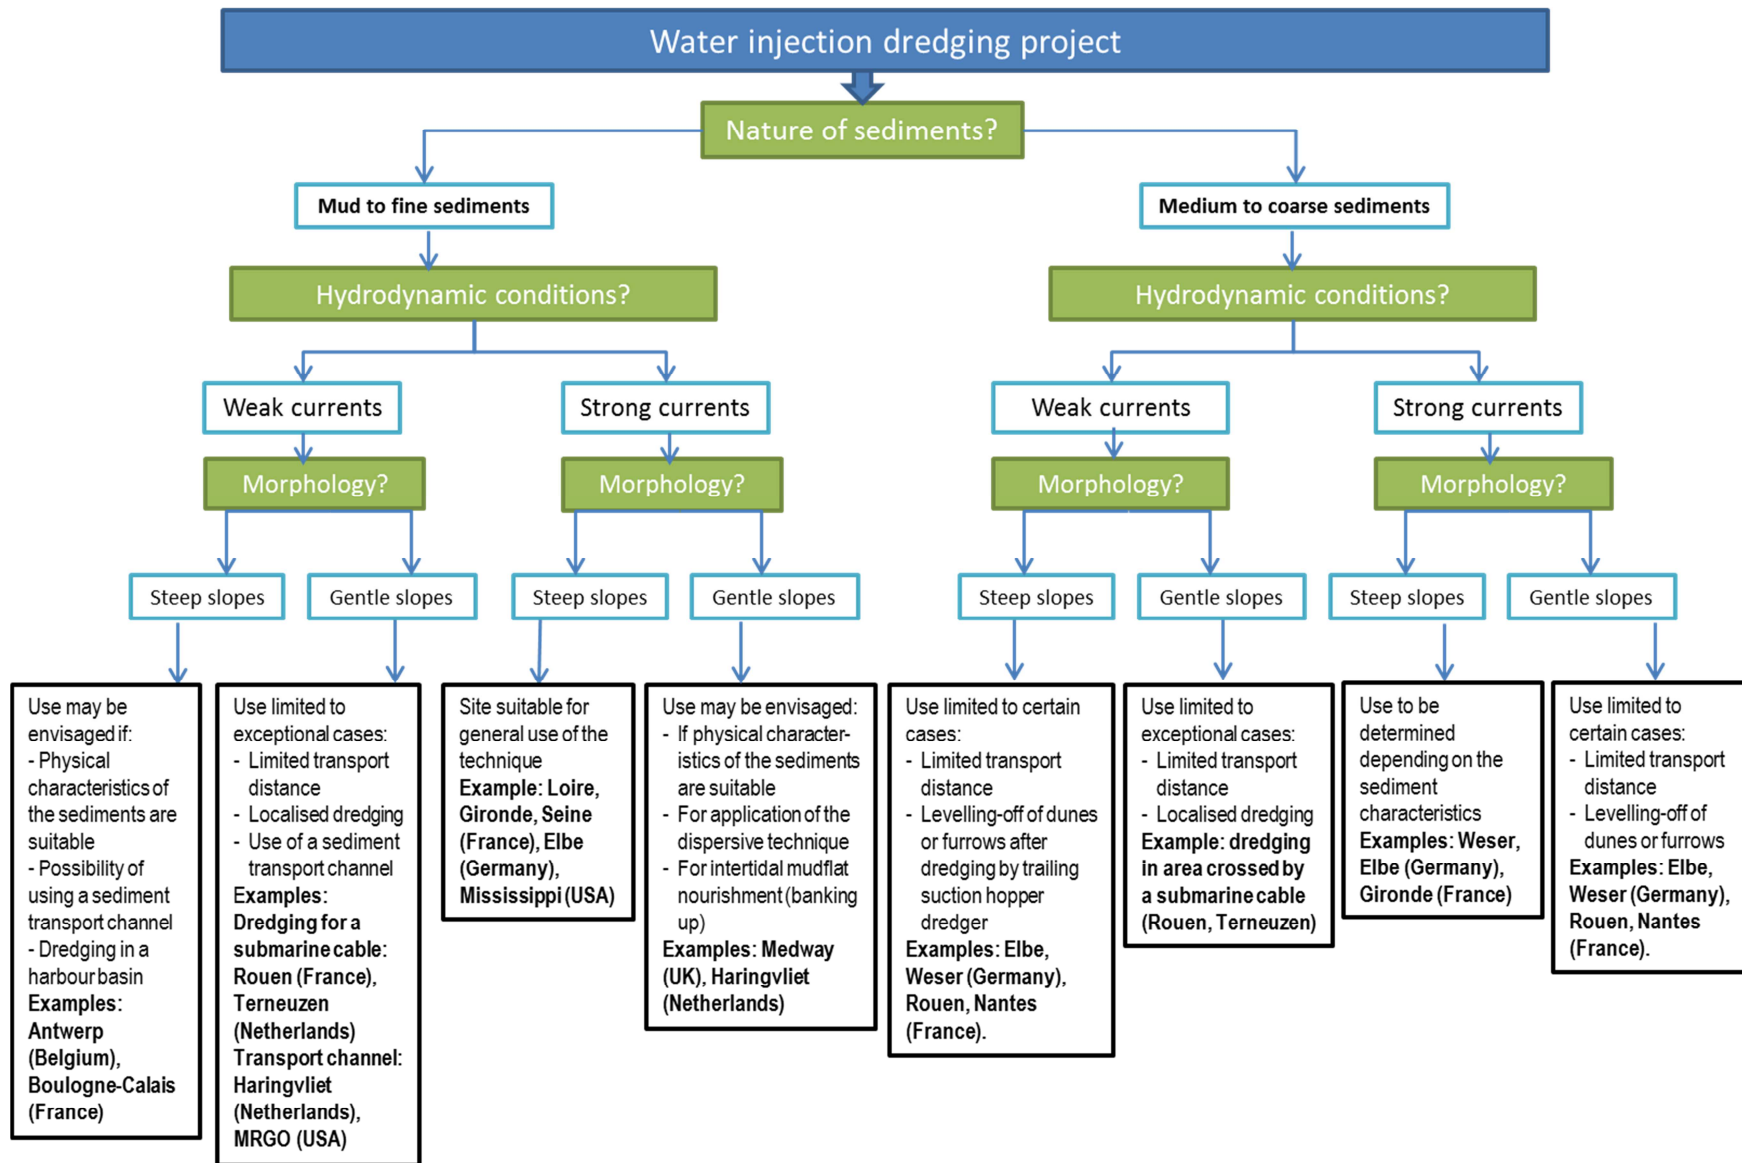 Water injection dredging project
Nature of sediments?
Mud to fine sediments
Medium to coarse sediments
Hydrodynamic conditions?
Hydrodynamic conditions?
Weak currents
Strong currents
Weak currents
Strong currents
Morphology?
Morphology?
Morphology?
Morphology?
Steep slopes
Gentle slopes
Steep slopes
Gentle slopes
Steep slopes
Gentle slopes
Steep slopes
Gentle slopes
Use may be
envisaged if:
- Physical
characteristics of
the sediments are
suitable
- Possibility of
using a sediment
transport channel
- Dredging in a
harbour basin
Examples:
Antwerp
(Belgium),
Boulogne-Calais
(France)
Use limited to
exceptional cases:
- Limited transport
distance
- Localised dredging
- Use of a sediment
transport channel
Examples:
Dredging for a
submarine cable:
Rouen (France),
Terneuzen
(Netherlands)
Transport channel:
Haringvliet
(Netherlands),
MRGO (USA)
Site suitable for
general use of the
technique
Example: Loire,
Gironde, Seine
(France), Elbe
(Germany),
Mississippi (USA)
Use may be envisaged:
- If physical character-
istics of the sediments
are suitable
- For application of the
dispersive technique
- For intertidal mudflat
nourishment (banking
up)
Examples: Medway
(UK), Haringvliet
(Netherlands)
Use limited to certain
cases:
- Limited transport
distance
- Levelling-off of dunes
or furrows after
dredging by trailing
suction hopper
dredger
Examples: Elbe,
Weser (Germany),
Rouen, Nantes
(France).
Use limited to
exceptional cases:
- Limited transport
distance
- Localised dredging
Example: dredging
in area crossed by
a submarine cable
(Rouen, Terneuzen)
Use to be
determined
depending on the
sediment
characteristics
Examples: Weser,
Elbe (Germany),
Gironde (France)
Use limited to
certain cases:
- Limited transport
distance
- Levelling-off of
dunes or furrows
Examples: Elbe,
Weser (Germany),
Rouen, Nantes
(France).